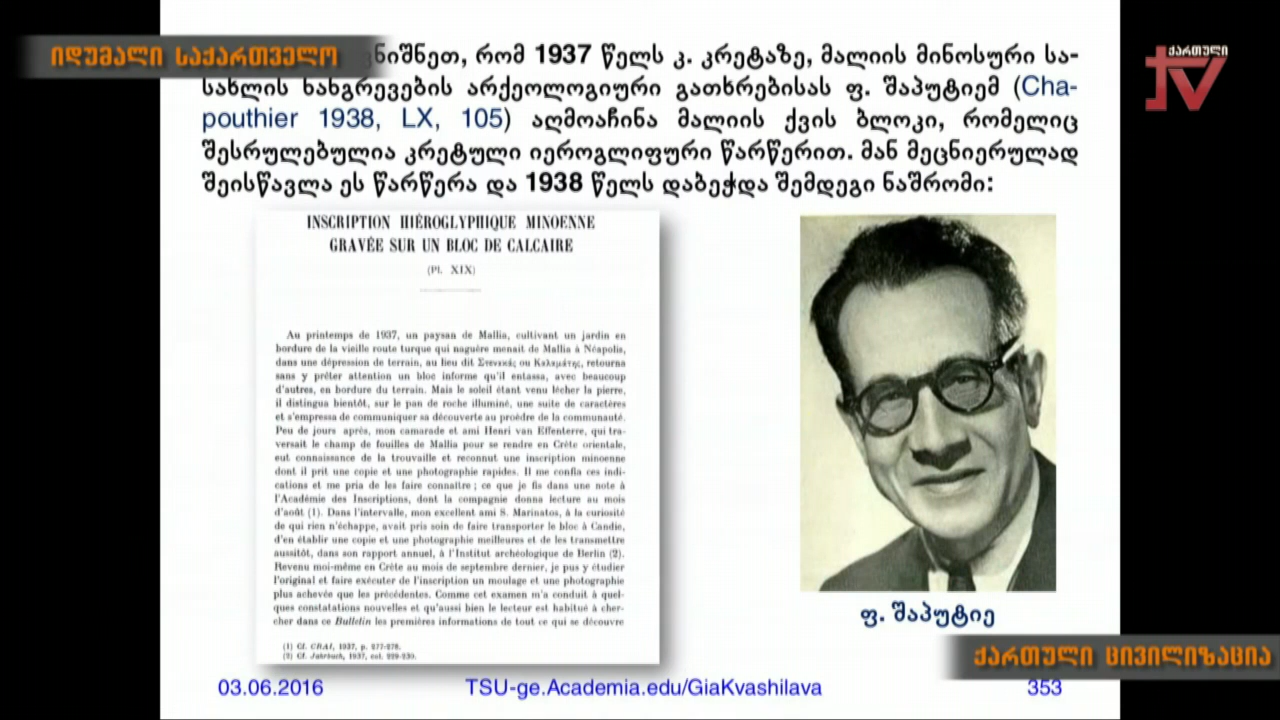 იდუმალი საქართველო
ნიშნეთ, რომ 1937 წელს კ. კრეტაზე, მალიის მინოსური სა-
სახლის ნანგრევების არქეოლოგიური გათხრებისას ფ. შაპუტიემ (Cha-
pouthier 1938, LX, 105) აღმოაჩინა მალიის ქვის ბლოკი, რომელიც
შესრულებულია კრეტული იეროგლიფური წარწერით. მან მეცნიერულად
შეისწავლა ეს წარწერა და 1938 წელს დაბეჭდა შემდეგი ნაშრომი:
ქართული
TV
INSCRIPTION HIÉROGLYPHIQUE MINOENNE
GRAVÉE SUR UN BLOC DE CALCAIRE
(Pl. XIX)
Au printemps de 1937, un paysan de Mallia, cultivant un jardin en
bordure de la vieille route turque qui naguère menait de Mallia à Néapolis,
dans une dépression de terrain, au lieu dit ou retourna
sans y prêter attention un bloc informe qu'il entassa, avec beaucoup
d'autres, en bordure du terrain. Mais le soleil étant venu lécher la pierre,
il distingua bientôt, sur le pan de roche illuminé, une suite de caractères
et s'empressa de communiquer sa découverte au proèdre de la communauté.
Peu de jours après, mon camarade et ami Henri van Effenterre, qui tra-
versait le champ de fouilles de Mallia pour se rendre en Crète orientale,
eut connaissance de la trouvaille et reconnut une inscription minoenne
dont il prit une copie et une photographie rapides. Il me confia ces indi-
cations et me pria de les faire connaître ; ce que je fis dans une note à
l'Académie des Inscriptions, dont la compagnie donna lecture au mois
d'août (1). Dans l'intervalle, mon excellent ami S. Marinatos, à la curiosité
de qui rien n'échappe, avait pris soin de faire transporter le bloc à Candie,
d'en établir une copie et une photographie meilleures et de les transmettre
aussitôt, dans son rapport annuel, à l'Institut archéologique de Berlin (2).
Revenu moi-même en Crète au mois de septembre dernier, je pus y étudier
l'original et faire exécuter de l'inscription un moulage et une photographie
plus achevée que les précédentes. Comme cet examen m'a conduit à quel-
ques constatations nouvelles et qu'aussi bien le lecteur est habitué à cher-
cher dans ce Bulletin les premières informations de tout ce qui se découvre
(1) Cf. CRAI, 1937, p.
(2) Cf. Jahrbuch, 1937, col.
ფ. შაპუტიე
ქართული ცივილიზაცია
03.06.2016 TSU-ge.Academia.edu/GiaKvashilava 353